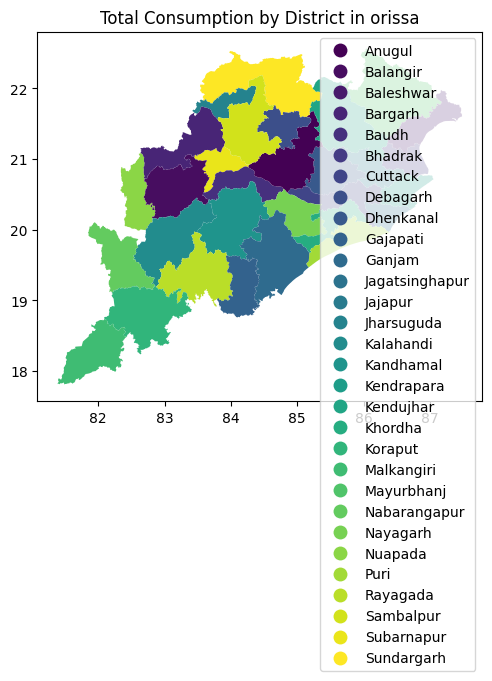 Total Consumption by District in orissa
22
21
20
19
18
82
83
84
85
86
87
Anugul
Balangir
Baleshwar
Bargarh
Baudh
Bhadrak
Cuttack
Debagarh
Dhenkanal
Gajapati
Ganjam
Jagatsinghapur
Jajapur
Jharsuguda
Kalahandi
Kandhamal
Kendrapara
Kendujhar
Khordha
Koraput
Malkangiri
Mayurbhanj
Nabarangapur
Nayagarh
Nuapada
Puri
Rayagada
Sambalpur
Subarnapur
Sundargarh